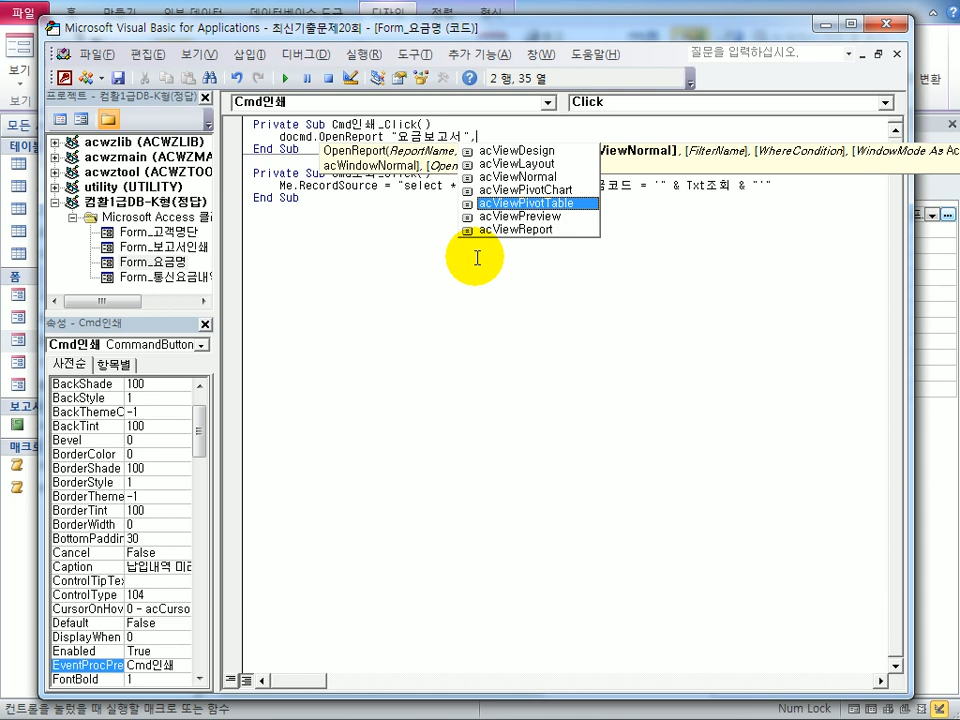 파일
Microsoft Visual Basic for Applications - 최신기출문제20회 - [Form_요금명 (코드)]
파일(F) 편집(E) 보기(V) 삽입(I) 디버그(D) 실행(R) 도구(T) 추가 기능(A) 창(W) 도움말(H)
질문을 입력하십시오.
2 행, 35 열
보기
변환
보기
프로젝트 - 컴활1급DB-K형(정답)
Cmd인쇄
Click
모든
테이블
acwzlib (ACWZLIB)
acwzmain (ACWZMA
acwztool (ACWZTOO
utility (UTILITY)
컴활1급DB-K형(정답)
Microsoft Access 클
Form_고객명단
Form_보고서인쇄
Form_요금명
Form_통신요금내역
Private Sub Cmd인쇄_Click()
docmd.OpenReport "요금보고서",
End Sub
OpenReport(ReportName,
ViewNormal], [FilterName], [WhereCondition], [WindowMode As Ac
acWindowNormal], [Open
Me.RecordSource = "select *
금코드 = '" & Txt조회 & "'"
End Sub
acViewDesign
acViewLayout
acViewNormal
acViewPivotChart
acViewPivotTable
acViewPreview
acViewReport
폼
보고서
매크로
속성 - Cmd인쇄
Cmd인쇄 CommandButton
사전순 항목별
BackShade 100
BackStyle 1
BackThemeC -1
BackTint 100
Bevel 0
BorderColor 0
BorderShade 100
BorderStyle 1
BorderTheme -1
BorderTint 100
BorderWidth 0
BottomPaddin 30
Cancel False
Caption 납입내역 미리
ControlTipTe
ControlType 104
CursorOnHov 0 - acCurso
Default False
DisplayWhen 0
Enabled True
EventProcPre Cmd인쇄
FontBold 1
컨트롤을 눌렀을 때 실행할 매크로 또는 함수
Num Lock